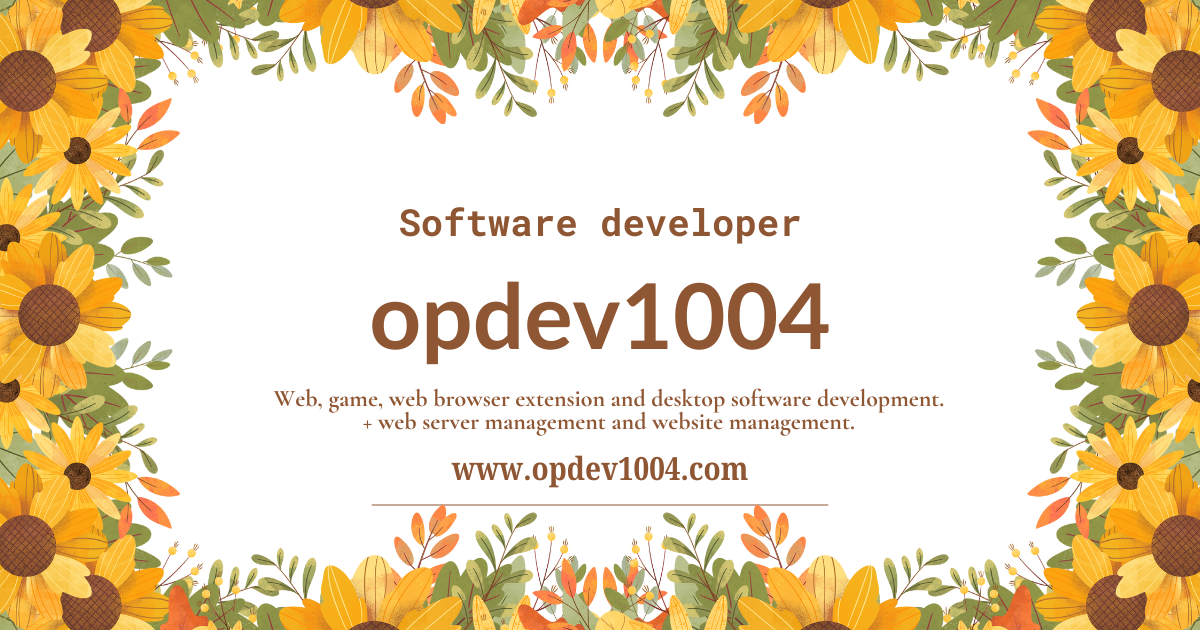 Software developer
opdev1004
Web, game, web browser extension and desktop software development.
+ web server management and website management.
www.opdev1004.com